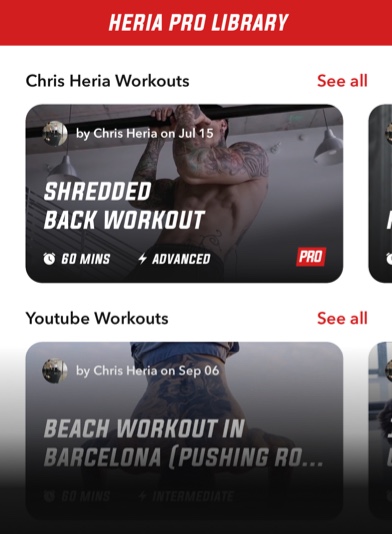 HERIA PRO LIBRARY
Chris Heria Workouts See all
by Chris Heria on Jul 15
SHREDDED
BACK WORKOUT
60 MINS ADVANCED PRO
Youtube Workouts See all
by Chris Heria on Sep 06
BEACH WORKOUT IN
BARCELONA (PUSHING RO...
60 MINS INTERMEDIATE